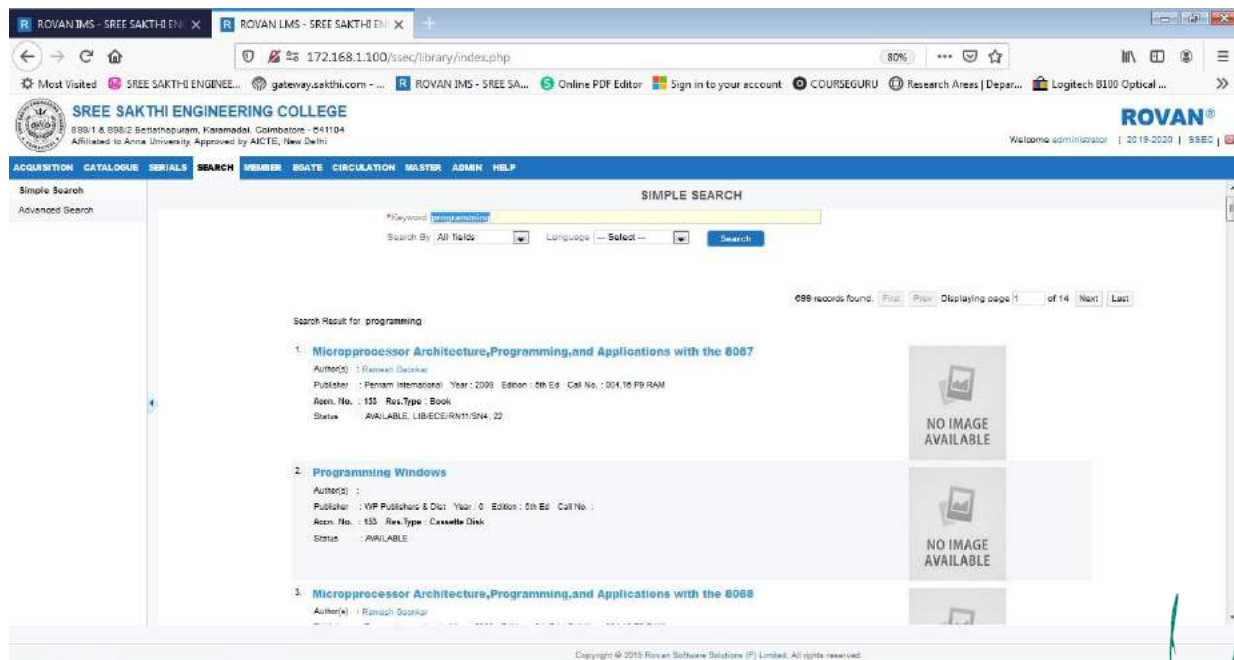 ROVAN IMS - SREE SAKTHI EN
ROVAN LMS - SREE SAKTHI EN
172.168.1.100/ssec/library/index.php
80%
Most Visited SREE SAKTHI ENGINEE... gateway.sakthi.com - ... ROVAN IMS - SREE SA... Online PDF Editor Sign in to your account COURSEGURU Research Areas | Depar... Logitech B100 Optical ...
SREE SAKTHI ENGINEERING COLLEGE
Bettathapuram, Karamadai, Coimbatore - 641104
Affiliated to Anna University, Approved by AICTE, New Delhi
ROVAN®
Welcome administrator | 2019-2020 | SSEC |
ACQUISITION CATALOGUE SERIALS SEARCH MEMBER EGATE CIRCULATION MASTER ADMIN HELP
Simple Search
Advanced Search
SIMPLE SEARCH
*Keyword programming
Search By All fields Language -- Select -- Search
699 records found. First Prev Displaying page 1 of 14 Next Last
Search Result for programming
1. Micropprocessor Architecture,Programming,and Applications with the 8087
Author(s) : Ramesh Gaonkar
Publisher : Penram International Year : 2009 Edition : 5th Ed Call No. : 004.16 P9 RAM
Accn. No. : 153 Res.Type : Book
Status : AVAILABLE, LIB/ECE/RN11/SN4, 22
NO IMAGE
AVAILABLE
2. Programming Windows
Author(s) :
Publisher : WP Publishers & Dist Year : 0 Edition : 5th Ed Call No. :
Accn. No. : 153 Res.Type : Cassette Disk
Status : AVAILABLE
NO IMAGE
AVAILABLE
3. Micropprocessor Architecture,Programming,and Applications with the 8088
Author(s) : Ramesh Gaonkar
Copyright © 2019 Rovan Software Solutions (P) Limited. All rights reserved.